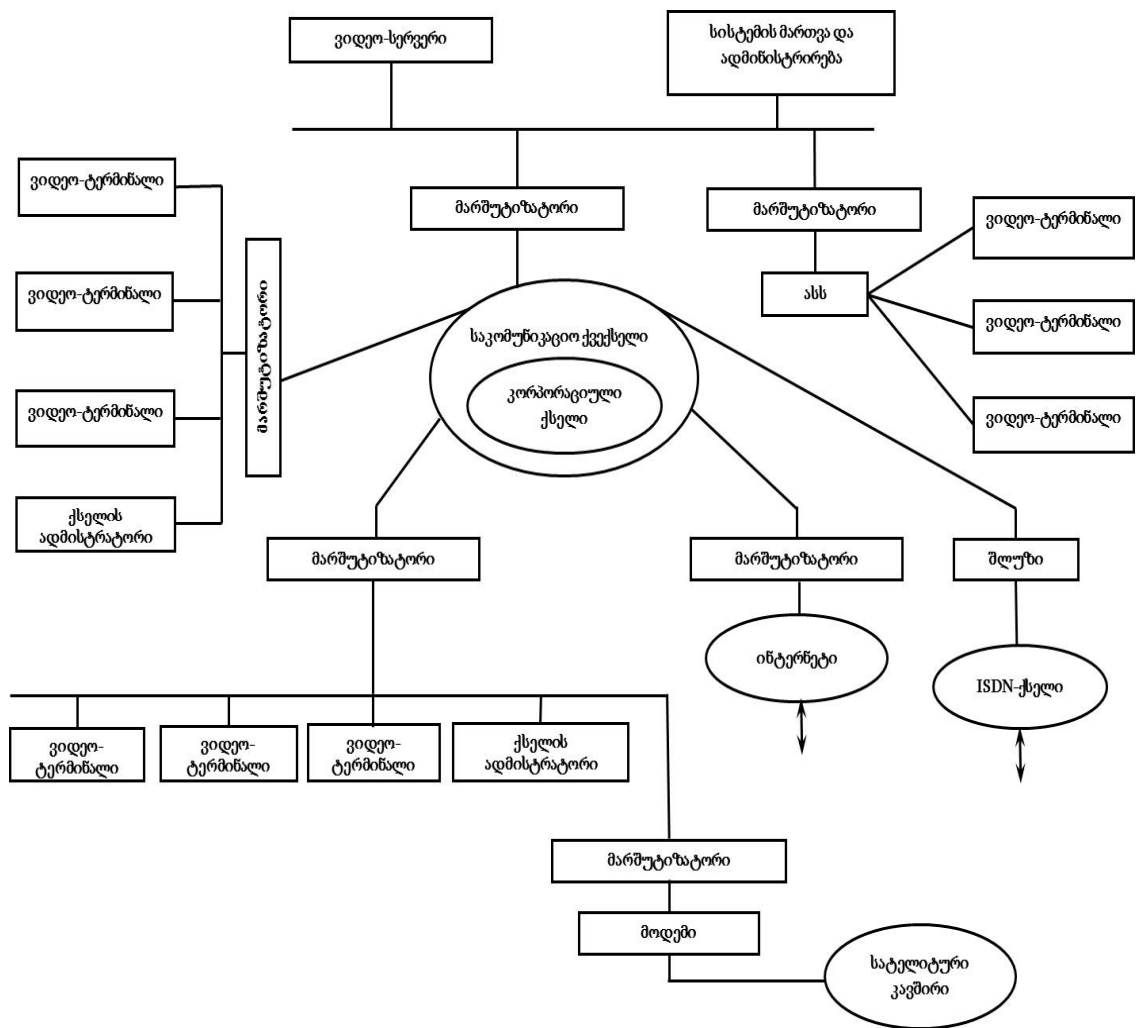 ვიდეო-სერვერი
სისტემის მართვა და
ადმინისტრირება
ვიდეო-ტერმინალი
მარშუტიზატორი
მარშუტიზატორი
ვიდეო-ტერმინალი
ვიდეო-ტერმინალი
მარშუტიზატორი
ასს
ვიდეო-ტერმინალი
საკომუნიკაციო ქვექსელი
კორპორაციული
ქსელი
ვიდეო-ტერმინალი
ვიდეო-ტერმინალი
ქსელის
ადმისტრატორი
მარშუტიზატორი
მარშუტიზატორი
შლუზი
ინტერნეტი
ISDN-ქსელი
ვიდეო-
ტერმინალი
ვიდეო-
ტერმინალი
ვიდეო-
ტერმინალი
ქსელის
ადმისტრატორი
მარშუტიზატორი
მოდემი
სატელიტური
კავშირი